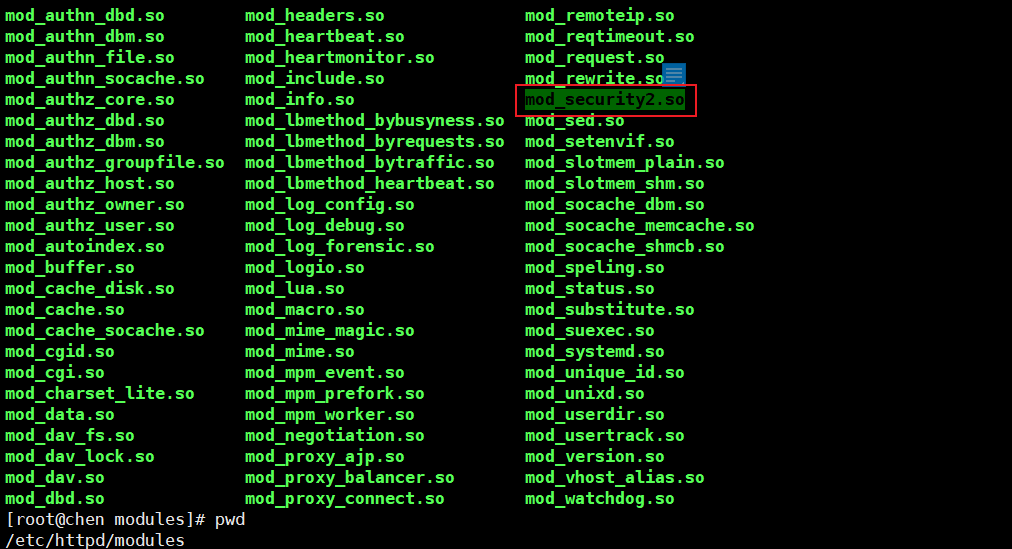 mod_authn_dbd.so mod_headers.so mod_remoteip.so
mod_authn_dbm.so mod_heartbeat.so mod_reqtimeout.so
mod_authn_file.so mod_heartmonitor.so mod_request.so
mod_authn_socache.so mod_include.so mod_rewrite.so
mod_authz_core.so mod_info.so mod_security2.so
mod_authz_dbd.so mod_lbmethod_bybusyness.so mod_sed.so
mod_authz_dbm.so mod_lbmethod_byrequests.so mod_setenvif.so
mod_authz_groupfile.so mod_lbmethod_bytraffic.so mod_slotmem_plain.so
mod_authz_host.so mod_lbmethod_heartbeat.so mod_slotmem_shm.so
mod_authz_owner.so mod_log_config.so mod_socache_dbm.so
mod_authz_user.so mod_log_debug.so mod_socache_memcache.so
mod_autoindex.so mod_log_forensic.so mod_socache_shmcb.so
mod_buffer.so mod_logio.so mod_speling.so
mod_cache_disk.so mod_lua.so mod_status.so
mod_cache.so mod_macro.so mod_substitute.so
mod_cache_socache.so mod_mime_magic.so mod_suexec.so
mod_cgid.so mod_mime.so mod_systemd.so
mod_cgi.so mod_mpm_event.so mod_unique_id.so
mod_charset_lite.so mod_mpm_prefork.so mod_unixd.so
mod_data.so mod_mpm_worker.so mod_userdir.so
mod_dav_fs.so mod_negotiation.so mod_usertrack.so
mod_dav_lock.so mod_proxy_ajp.so mod_version.so
mod_dav.so mod_proxy_balancer.so mod_vhost_alias.so
mod_dbd.so mod_proxy_connect.so mod_watchdog.so
[root@chen modules]# pwd
/etc/httpd/modules